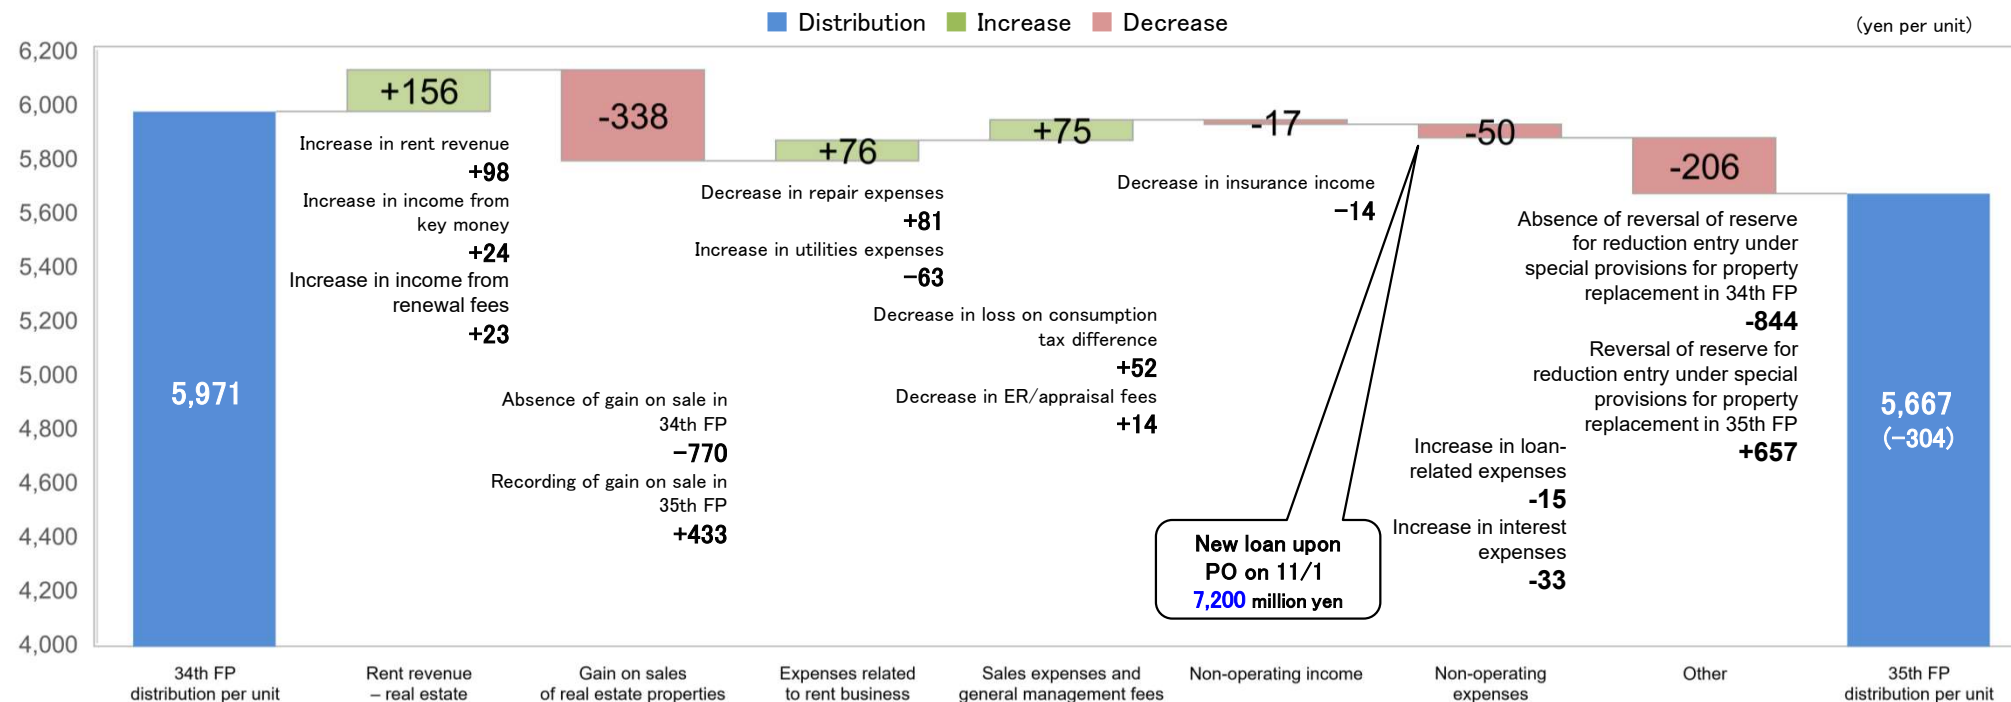 Distribution
Increase
Decrease
(yen per unit)
6,200
6,000
5,800
5,600
5,400
5,200
5,000
4,800
4,600
4,400
4,200
4,000
5,971
+156
Increase in rent revenue
+98
Increase in income from
key money
+24
Increase in income from
renewal fees
+23
-338
Absence of gain on sale in
34th FP
−770
Recording of gain on sale in
35th FP
+433
+76
Decrease in repair expenses
+81
Increase in utilities expenses
−63
+75
Decrease in loss on consumption
tax difference
+52
Decrease in ER/appraisal fees
+14
-17
Decrease in insurance income
−14
-50
New loan upon
PO on 11/1
7,200 million yen
Increase in loan-
related expenses
-15
Increase in interest
expenses
-33
-206
Absence of reversal of reserve
for reduction entry under
special provisions for property
replacement in 34th FP
-844
Reversal of reserve for
reduction entry under special
provisions for property
replacement in 35th FP
+657
5,667
(−304)
34th FP
distribution per unit
Rent revenue
– real estate
Gain on sales
of real estate properties
Expenses related
to rent business
Sales expenses and
general management fees
Non-operating income
Non-operating
expenses
Other
35th FP
distribution per unit